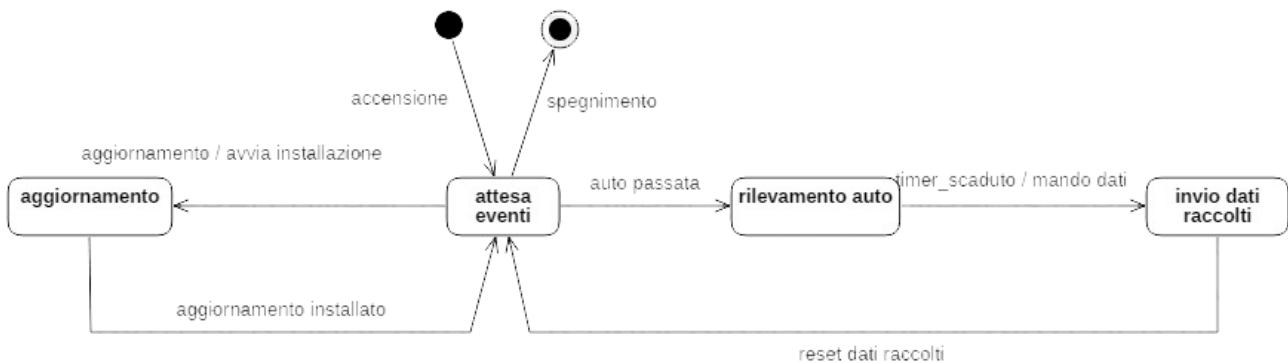 accensione
spegnimento
aggiornamento / avvia installazione
aggiornamento
attesa
eventi
auto passata
rilevamento auto
timer_scaduto / mando dati
invio dati
raccolti
aggiornamento installato
reset dati raccolti